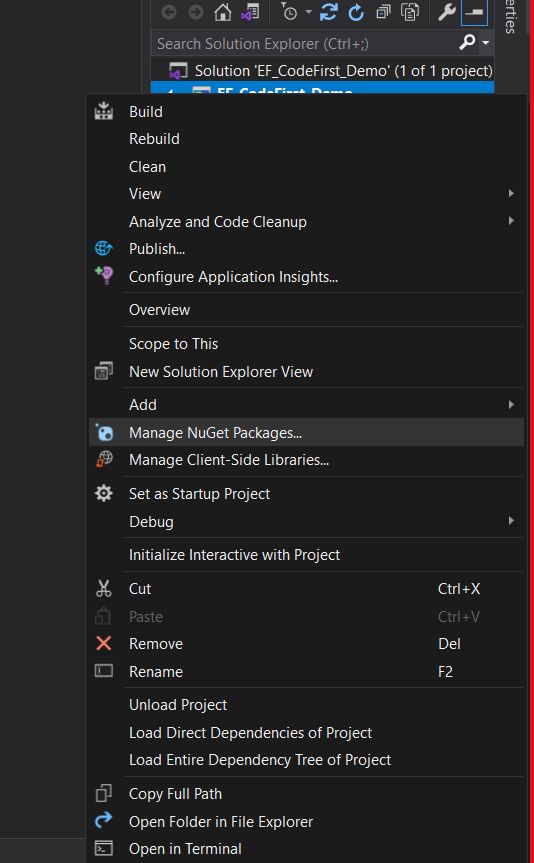 erties
Search Solution Explorer (Ctrl+;)
Solution 'EF_CodeFirst_Demo' (1 of 1 project)
EF_CodeFirst_Demo
Build
Rebuild
Clean
View
Analyze and Code Cleanup
Publish...
Configure Application Insights...
Overview
Scope to This
New Solution Explorer View
Add
Manage NuGet Packages...
Manage Client-Side Libraries...
Set as Startup Project
Debug
Initialize Interactive with Project
Cut Ctrl+X
Paste Ctrl+V
Remove Del
Rename F2
Unload Project
Load Direct Dependencies of Project
Load Entire Dependency Tree of Project
Copy Full Path
Open Folder in File Explorer
Open in Terminal